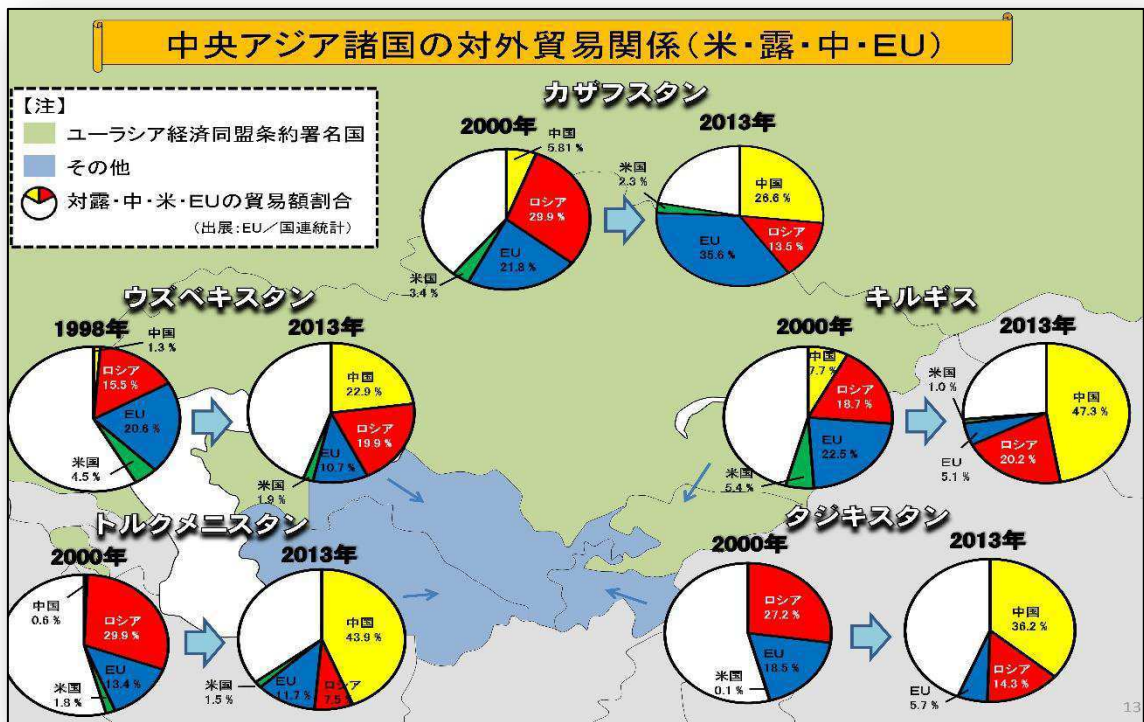 中央アジア諸国の対外貿易関係(米・露・中・EU)
【注】
ユーラシア経済同盟条約署名国
その他
対露・中・米・EUの貿易額割合
(出展:EU/国連統計)
カザフスタン
2000年
中国
5.81 %
ロシア
29.9 %
EU
21.8 %
米国
3.4 %
2013年
米国
2.3 %
中国
26.6 %
ロシア
13.5 %
EU
35.6 %
ウズベキスタン
1998年
中国
1.3 %
ロシア
15.5 %
EU
20.6 %
米国
4.5 %
2013年
中国
22.9 %
ロシア
19.9 %
EU
10.7 %
米国
1.9 %
キルギス
2000年
中国
7.7 %
ロシア
18.7 %
EU
22.5 %
米国
5.4 %
2013年
米国
1.0 %
中国
47.3 %
ロシア
20.2 %
EU
5.1 %
トルクメニスタン
2000年
中国
0.6 %
ロシア
29.9 %
EU
13.4 %
米国
1.8 %
2013年
中国
43.9 %
ロシア
7.5 %
EU
11.7 %
米国
1.5 %
タジキスタン
2000年
ロシア
27.2 %
EU
18.5 %
米国
0.1 %
2013年
中国
36.2 %
ロシア
14.3 %
EU
5.7 %
13